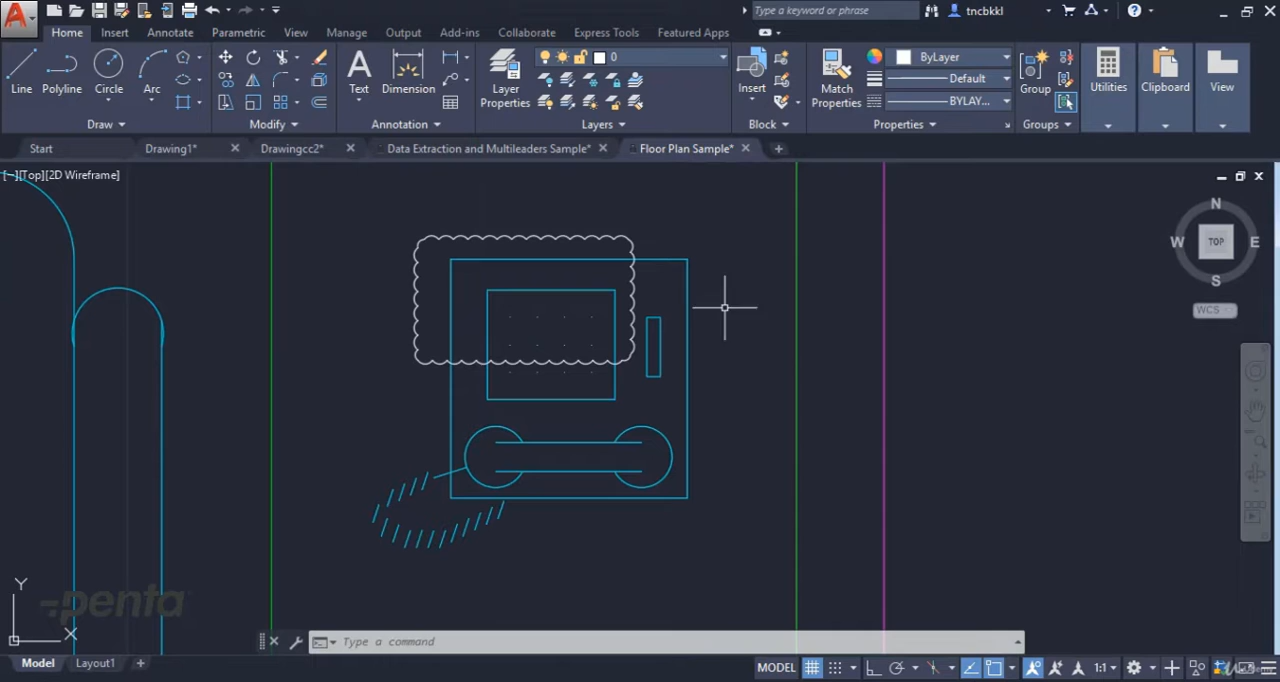 Type a keyword or phrase
tncbkkl
Home
Insert
Annotate
Parametric
View
Manage
Output
Add-ins
Collaborate
Express Tools
Featured Apps
Line
Polyline
Circle
Arc
Text
Dimension
Layer Properties
0
Insert
Match Properties
ByLayer
Default
BYLAY...
Group
Utilities
Clipboard
View
Draw
Modify
Annotation
Layers
Block
Properties
Groups
Start
Drawing1*
Drawingcc2*
Data Extraction and Multileaders Sample*
Floor Plan Sample*
[−][Top][2D Wireframe]
N
W
TOP
E
S
WCS
Y
X
penta
Type a command
Model
Layout1
MODEL
1:1